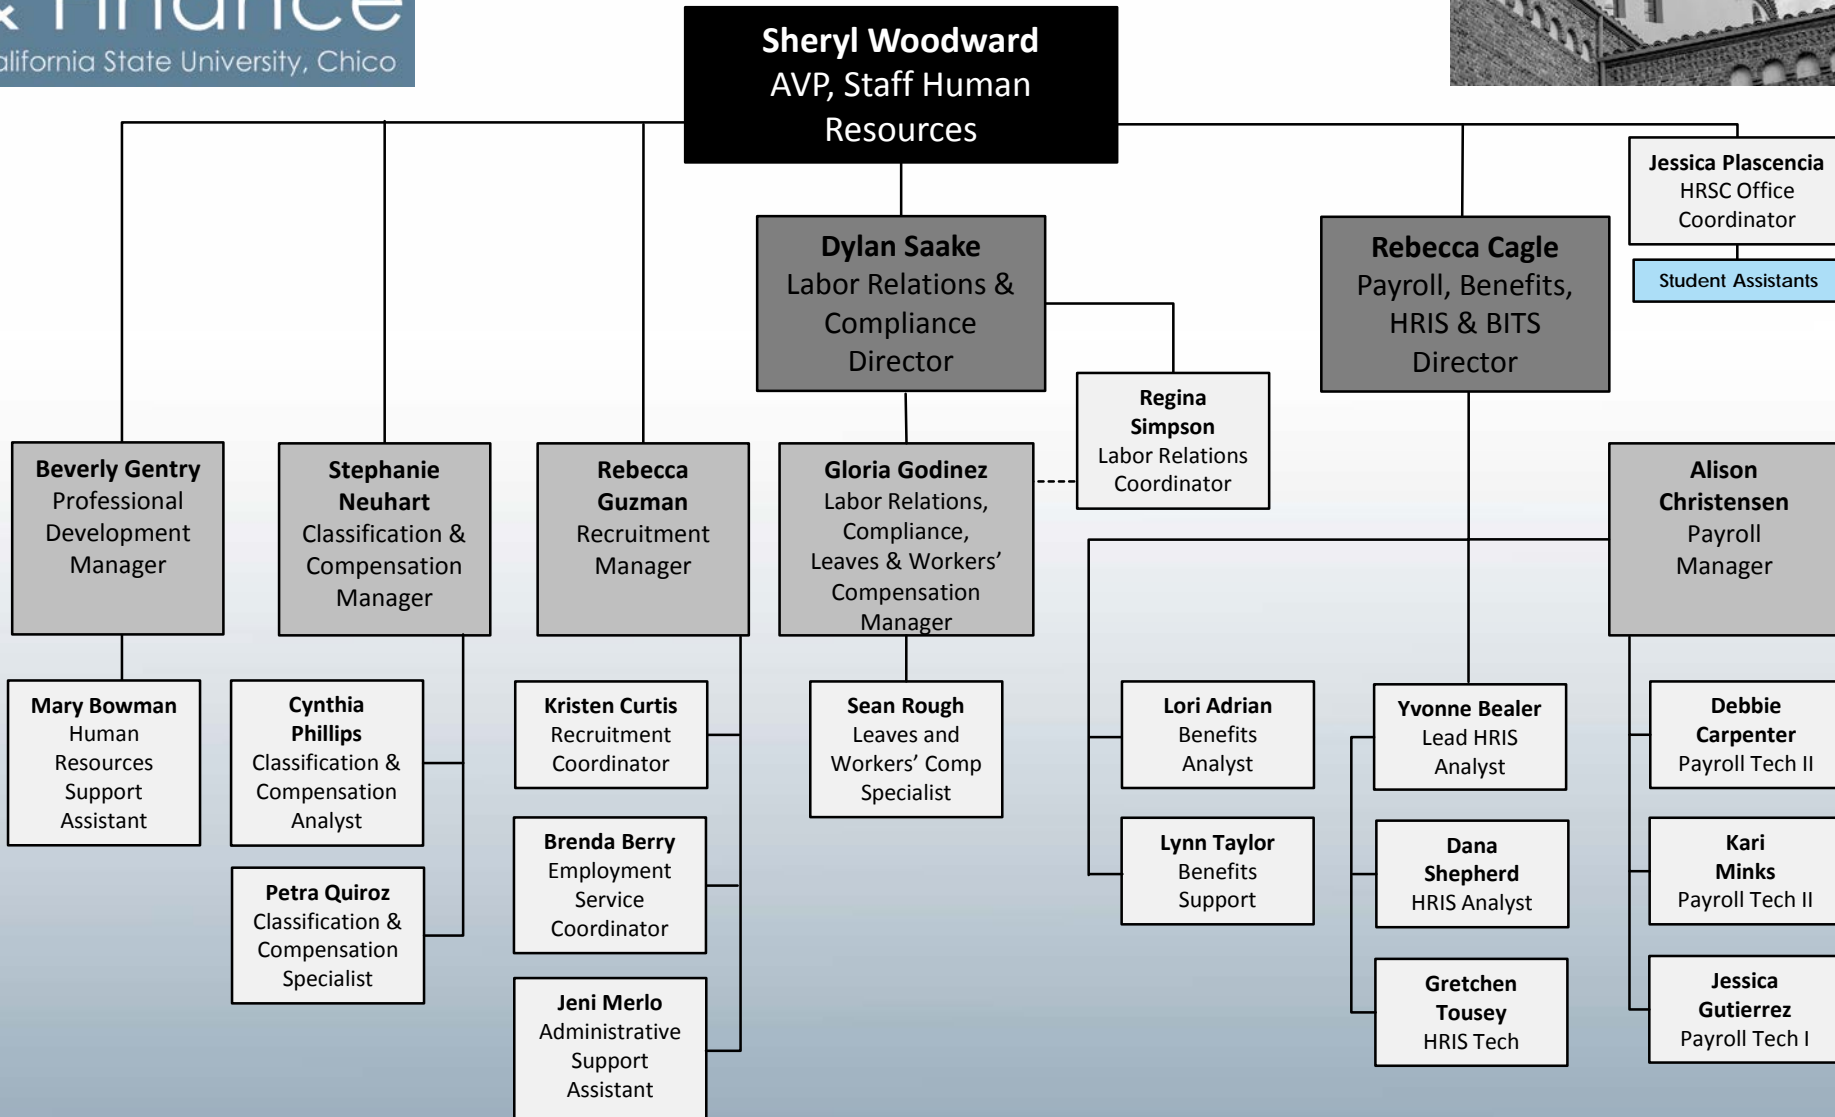 & Finance
California State University, Chico
Sheryl Woodward
AVP, Staff Human
Resources
Jessica Plascencia
HRSC Office
Coordinator
Student Assistants
Dylan Saake
Labor Relations &
Compliance
Director
Rebecca Cagle
Payroll, Benefits,
HRIS & BITS
Director
Regina
Simpson
Labor Relations
Coordinator
Beverly Gentry
Professional
Development
Manager
Stephanie
Neuhart
Classification &
Compensation
Manager
Rebecca
Guzman
Recruitment
Manager
Gloria Godinez
Labor Relations,
Compliance,
Leaves & Workers’
Compensation
Manager
Alison
Christensen
Payroll
Manager
Mary Bowman
Human
Resources
Support
Assistant
Cynthia
Phillips
Classification &
Compensation
Analyst
Petra Quiroz
Classification &
Compensation
Specialist
Kristen Curtis
Recruitment
Coordinator
Brenda Berry
Employment
Service
Coordinator
Jeni Merlo
Administrative
Support
Assistant
Sean Rough
Leaves and
Workers’ Comp
Specialist
Lori Adrian
Benefits
Analyst
Lynn Taylor
Benefits
Support
Yvonne Bealer
Lead HRIS
Analyst
Dana
Shepherd
HRIS Analyst
Gretchen
Tousey
HRIS Tech
Debbie
Carpenter
Payroll Tech II
Kari
Minks
Payroll Tech II
Jessica
Gutierrez
Payroll Tech I